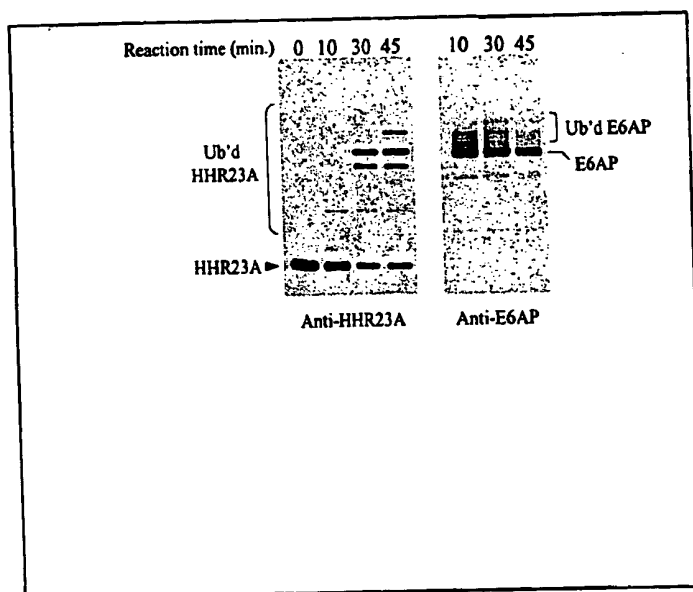 Reaction time (min.) 0 10 30 45 10 30 45
Ub'd E6AP
E6AP
Ub'd
HHR23A
HHR23A
Anti-HHR23A Anti-E6AP